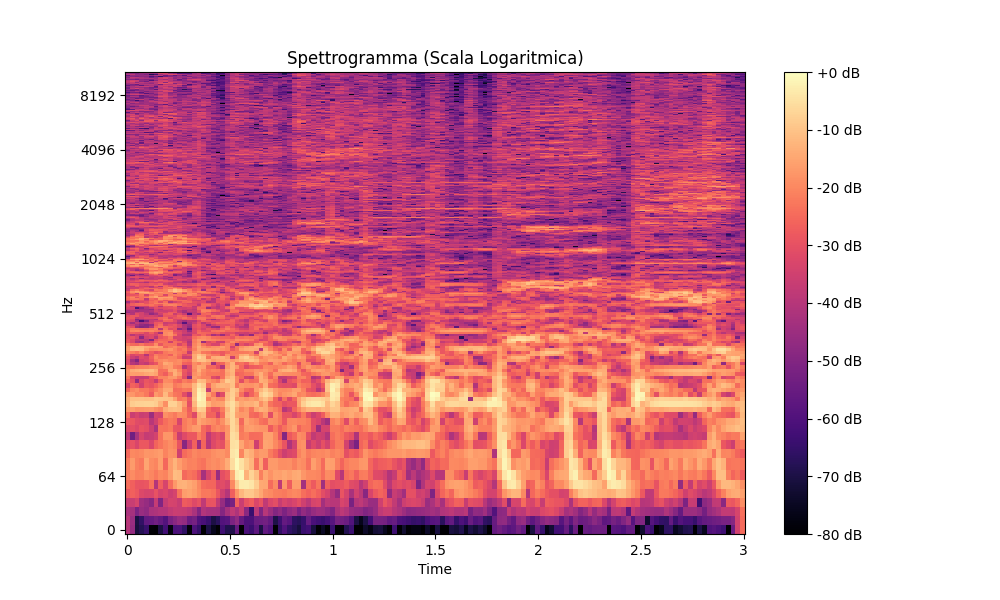 Spettrogramma (Scala Logaritmica)
Hz
8192
4096
2048
1024
512
256
128
64
0
0
0.5
1
1.5
2
2.5
3
Time
+0 dB
-10 dB
-20 dB
-30 dB
-40 dB
-50 dB
-60 dB
-70 dB
-80 dB